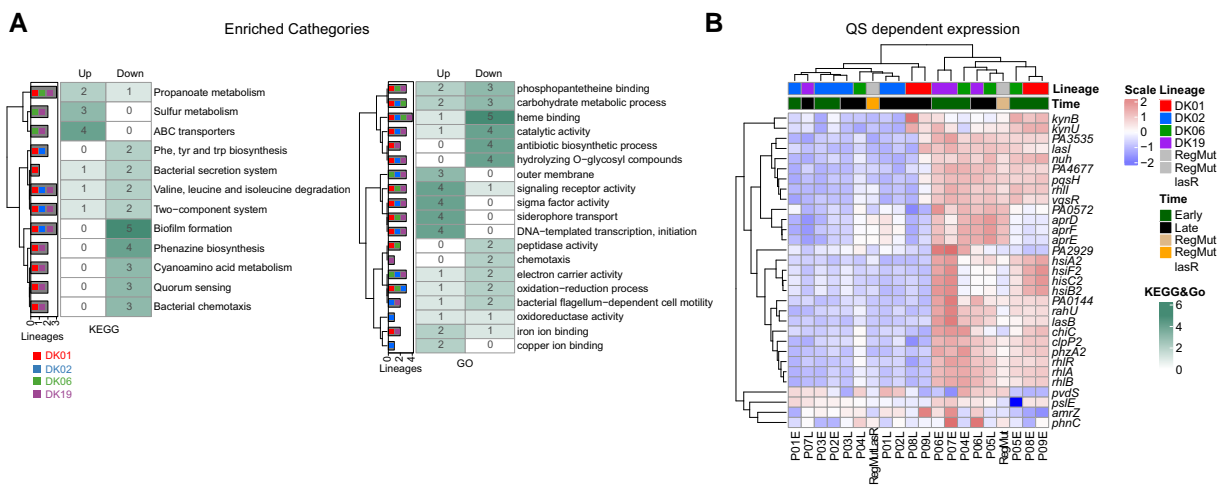 A
Enriched Cathegories
Up Down
2 1 Propanoate metabolism
3 0 Sulfur metabolism
4 0 ABC transporters
0 2 Phe, tyr and trp biosynthesis
1 2 Bacterial secretion system
1 2 Valine, leucine and isoleucine degradation
1 2 Two-component system
0 5 Biofilm formation
0 4 Phenazine biosynthesis
0 3 Cyanoamino acid metabolism
0 3 Quorum sensing
0 3 Bacterial chemotaxis
0 1 2 3
Lineages
KEGG
DK01
DK02
DK06
DK19
Up Down
2 3 phosphopantetheine binding
2 3 carbohydrate metabolic process
1 5 heme binding
1 4 catalytic activity
0 4 antibiotic biosynthetic process
0 4 hydrolyzing O-glycosyl compounds
3 0 outer membrane
4 1 signaling receptor activity
4 0 sigma factor activity
4 0 siderophore transport
4 0 DNA-templated transcription, initiation
0 2 peptidase activity
0 2 chemotaxis
1 2 electron carrier activity
1 2 oxidation-reduction process
1 2 bacterial flagellum-dependent cell motility
1 1 oxidoreductase activity
2 1 iron ion binding
2 0 copper ion binding
0 2 4
Lineages
GO
B
QS dependent expression
Lineage
Time
kynB
kynU
PA3535
lasI
nuh
PA4677
pqsH
rhlI
vqsR
PA0572
aprD
aprF
aprE
PA2929
hsiA2
hsiF2
hisC2
hsiB2
PA0144
rahU
lasB
chiC
clpP2
phzA2
rhlR
rhlA
rhlB
pvdS
pslE
amrZ
phnC
P01E
P07L
P03E
P02E
P03L
P04L
RegMutLasR
P01L
P02L
P08L
P09L
P06E
P07E
P04E
P06L
P05L
RegMut
P05E
P08E
P09E
Scale
2
1
0
−1
−2
Lineage
DK01
DK02
DK06
DK19
RegMut
RegMut
lasR
Time
Early
Late
RegMut
RegMut
lasR
KEGG&Go
6
4
2
0